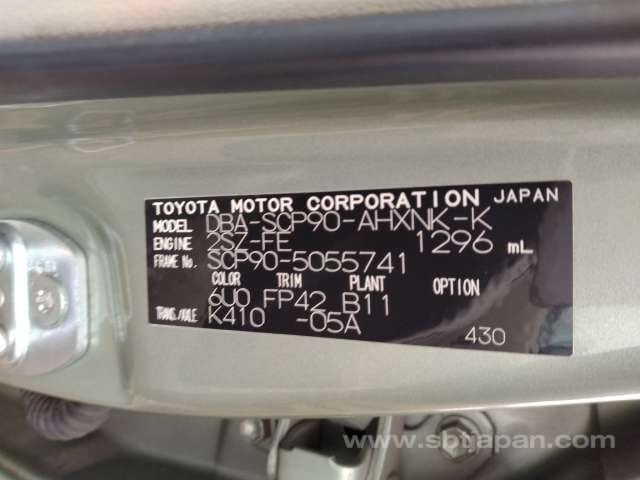 TOYOTA MOTOR CORPORATION JAPAN
MODEL DBA-SCP90-AHXNK-K
ENGINE 2SZ-FE 1296 mL
FRAME No. SCP90-5055741
COLOR TRIM PLANT OPTION
6U0 FP42 B11
TRANS./AXLE K410 -05A
430
www.sbtjapan.com